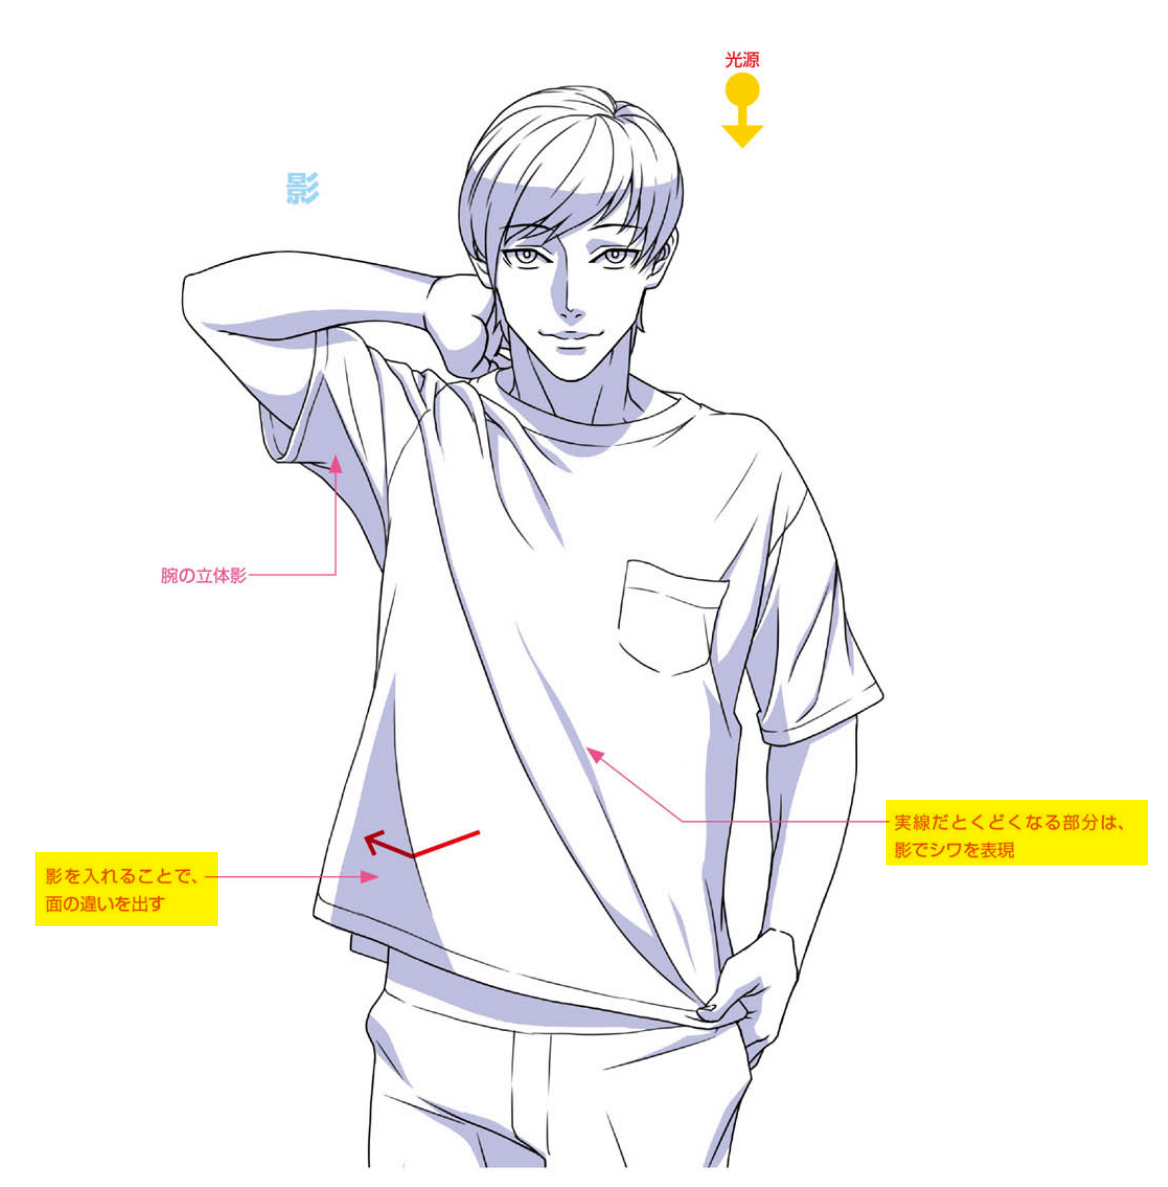 光源
影
腕の立体影
実線だとくどくなる部分は、
影でシワを表現
影を入れることで、
面の違いを出す